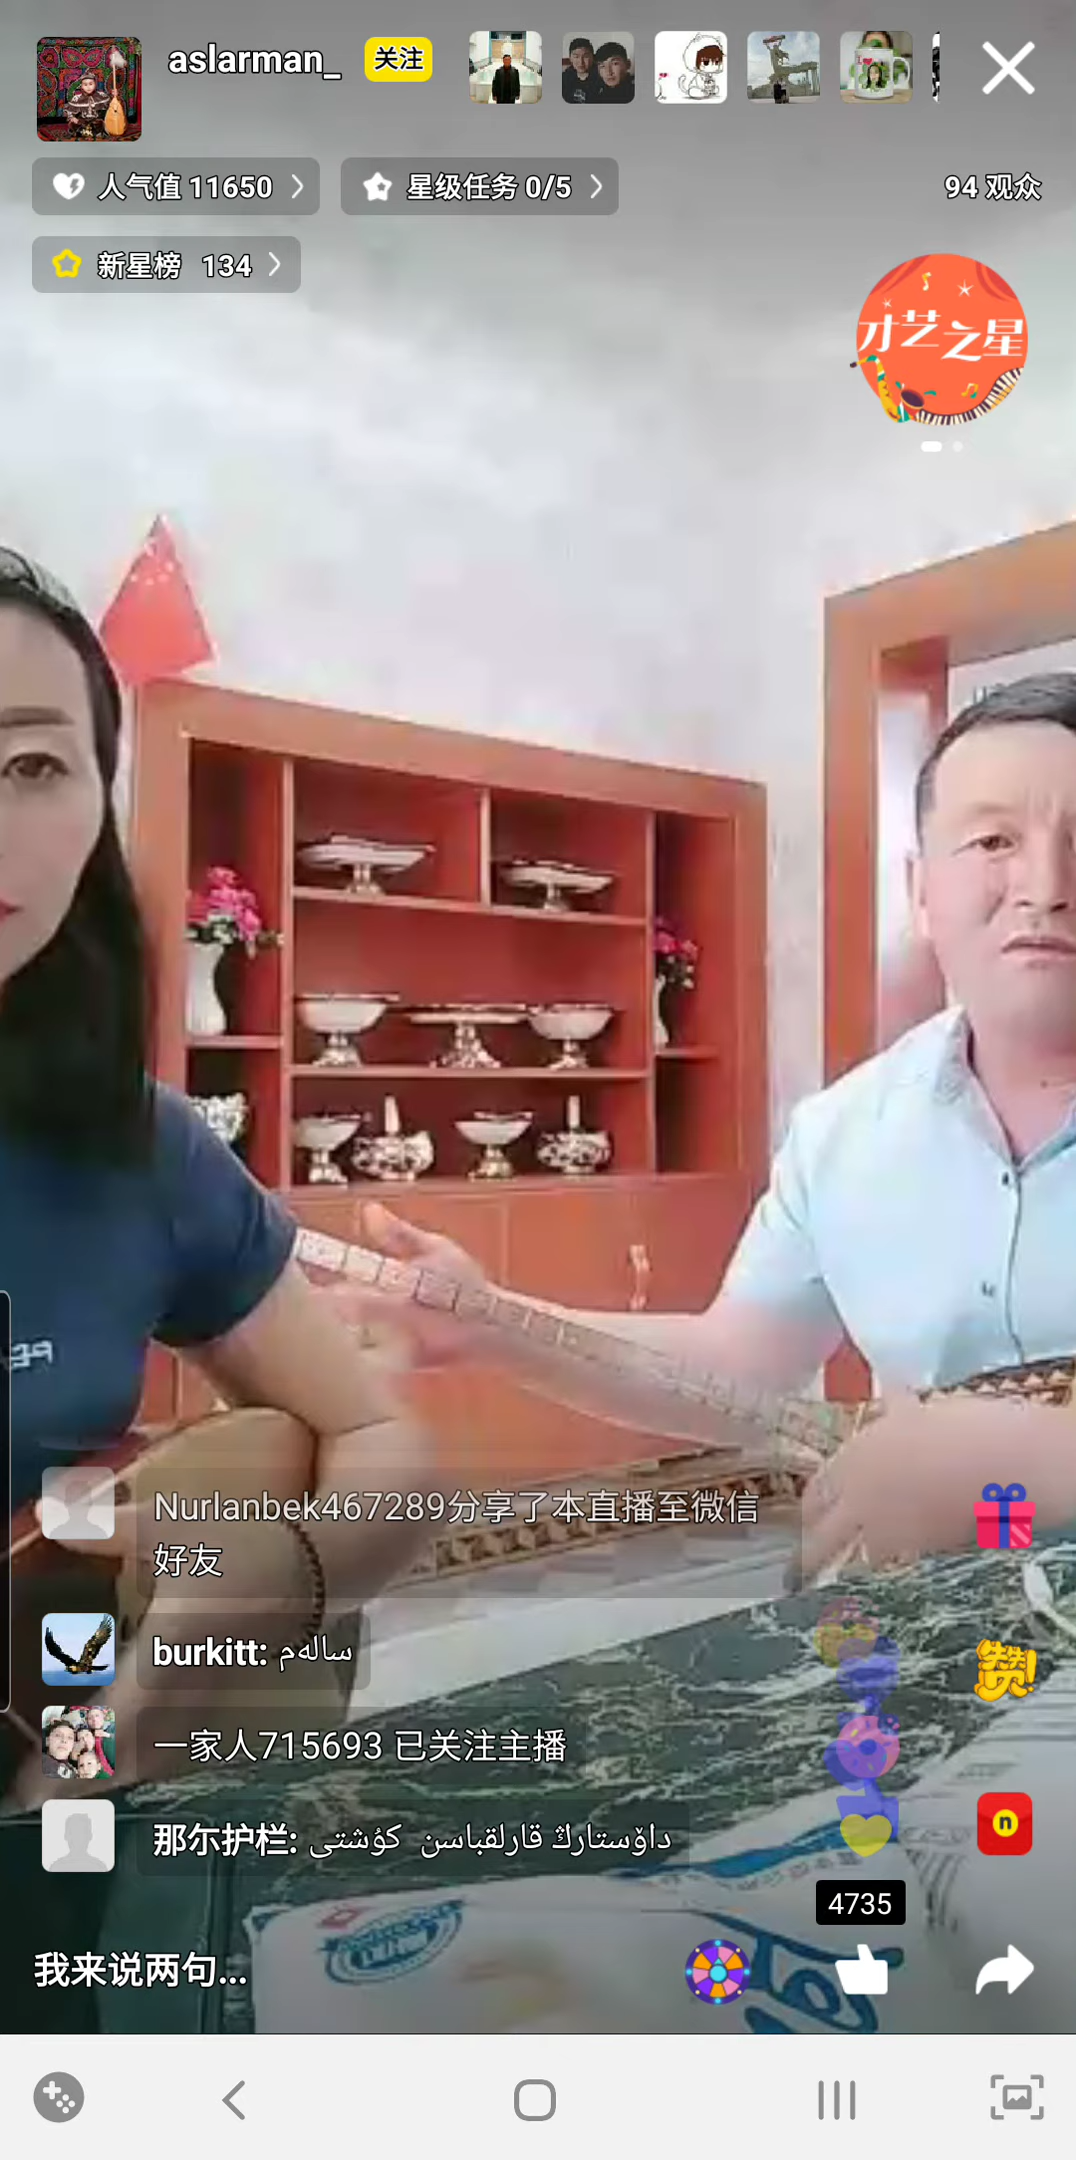 aslarman_ 关注
人气值 11650
星级任务 0/5
94 观众
新星榜 134
才艺之星
Nurlanbek467289分享了本直播至微信
好友
burkitt: سالەم
一家人715693 已关注主播
那尓护栏: داۆستارڭ قارلقباسىن كۇشتى
赞!
n
4735
我来说两句...